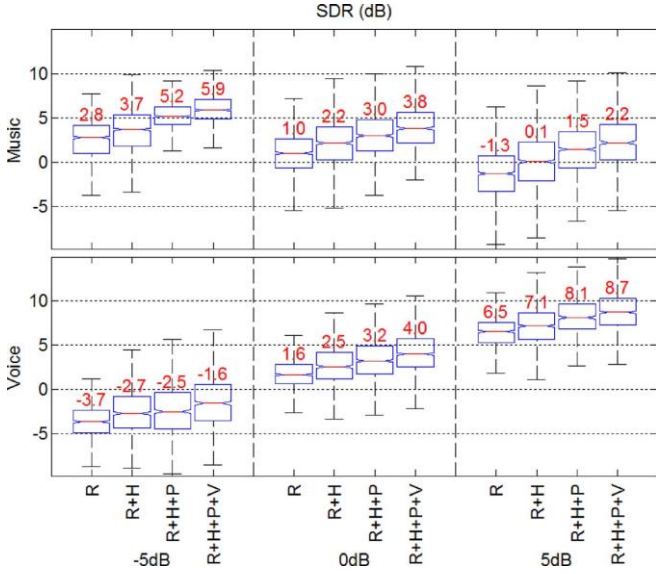 SDR (dB)
10
5
0
-5
Music
2.8
3.7
5.2
5.9
1.0
2.2
3.0
3.8
-1.3
0.1
1.5
2.2
10
5
0
-5
Voice
-3.7
-2.7
-2.5
-1.6
1.6
2.5
3.2
4.0
6.5
7.1
8.1
8.7
R
R+H
R+H+P
R+H+P+V
R
R+H
R+H+P
R+H+P+V
R
R+H
R+H+P
R+H+P+V
-5dB
0dB
5dB